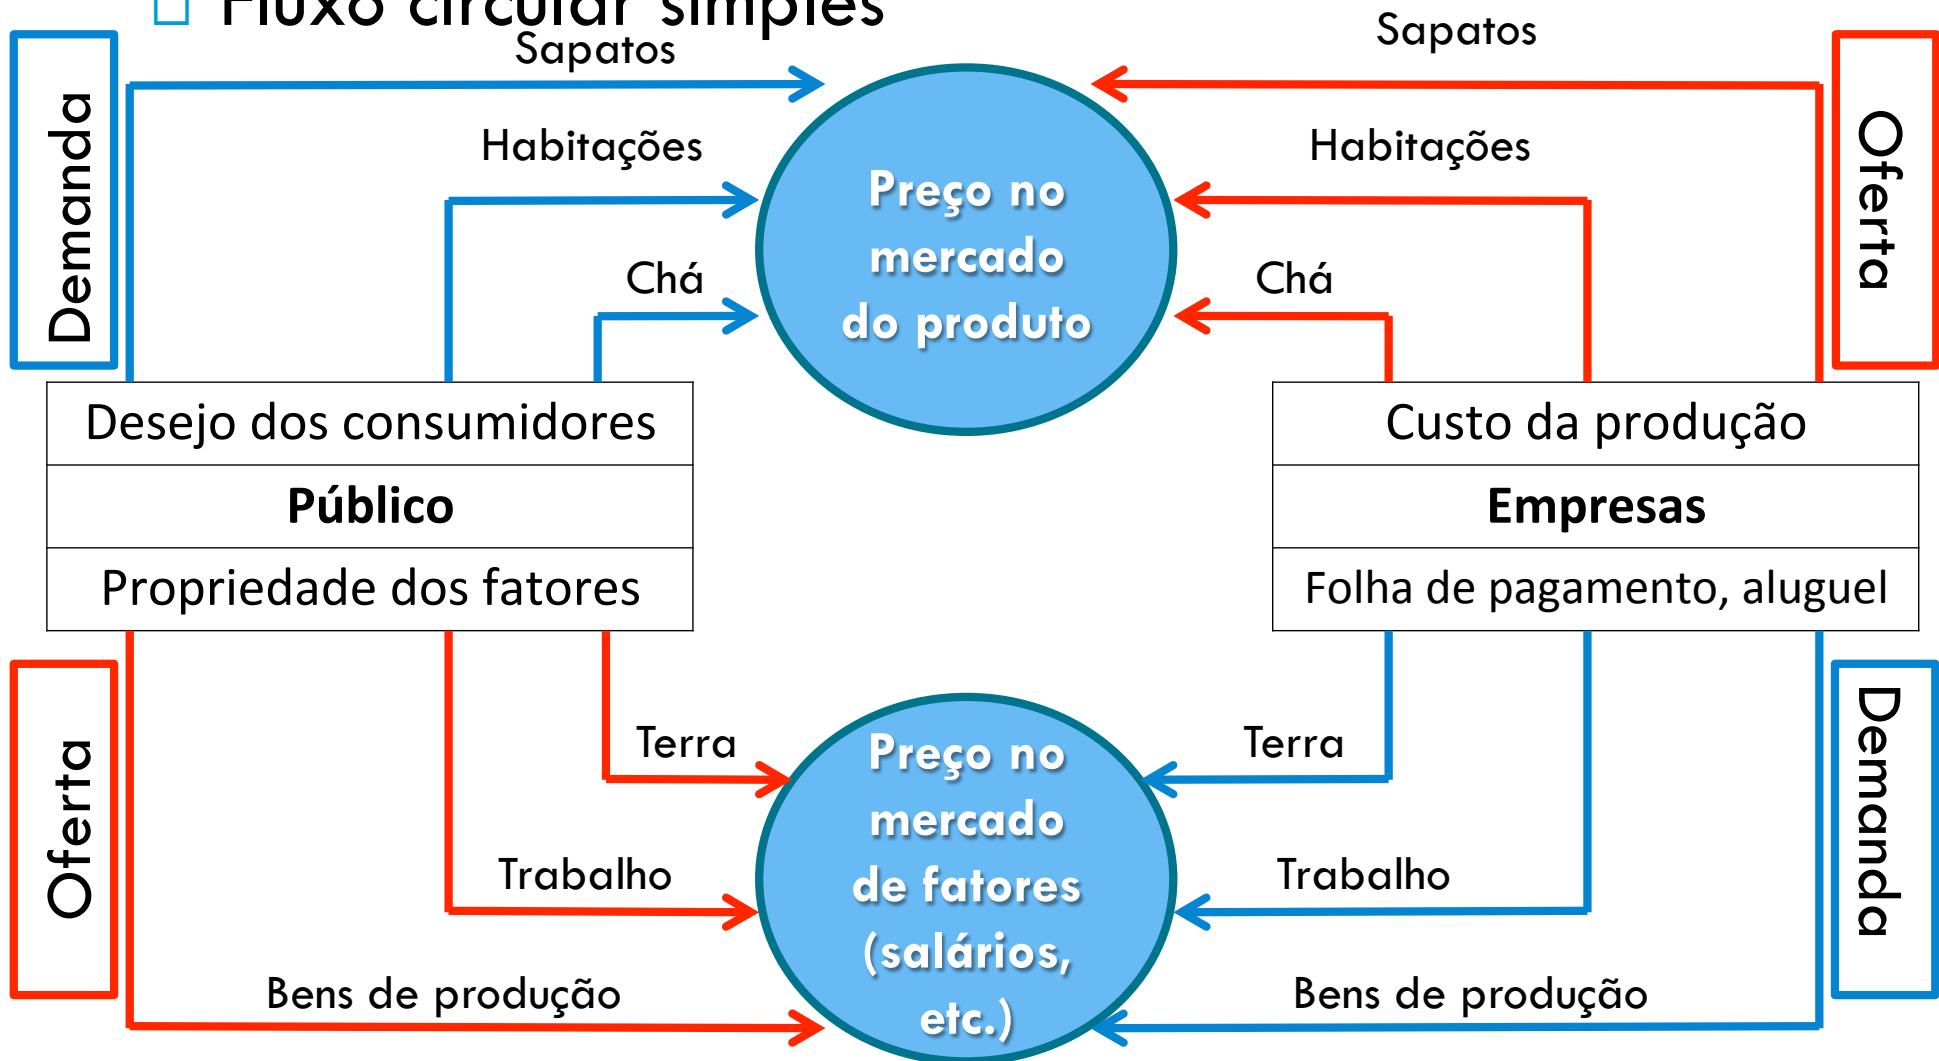 Fluxo circular simples
Sapatos
Sapatos
Demanda
Oferta
Habitações
Habitações
Preço no
mercado
do produto
Chá
Chá
Desejo dos consumidores
Público
Propriedade dos fatores
Custo da produção
Empresas
Folha de pagamento, aluguel
Oferta
Demanda
Terra
Terra
Preço no
mercado
de fatores
(salários,
etc.)
Trabalho
Trabalho
Bens de produção
Bens de produção